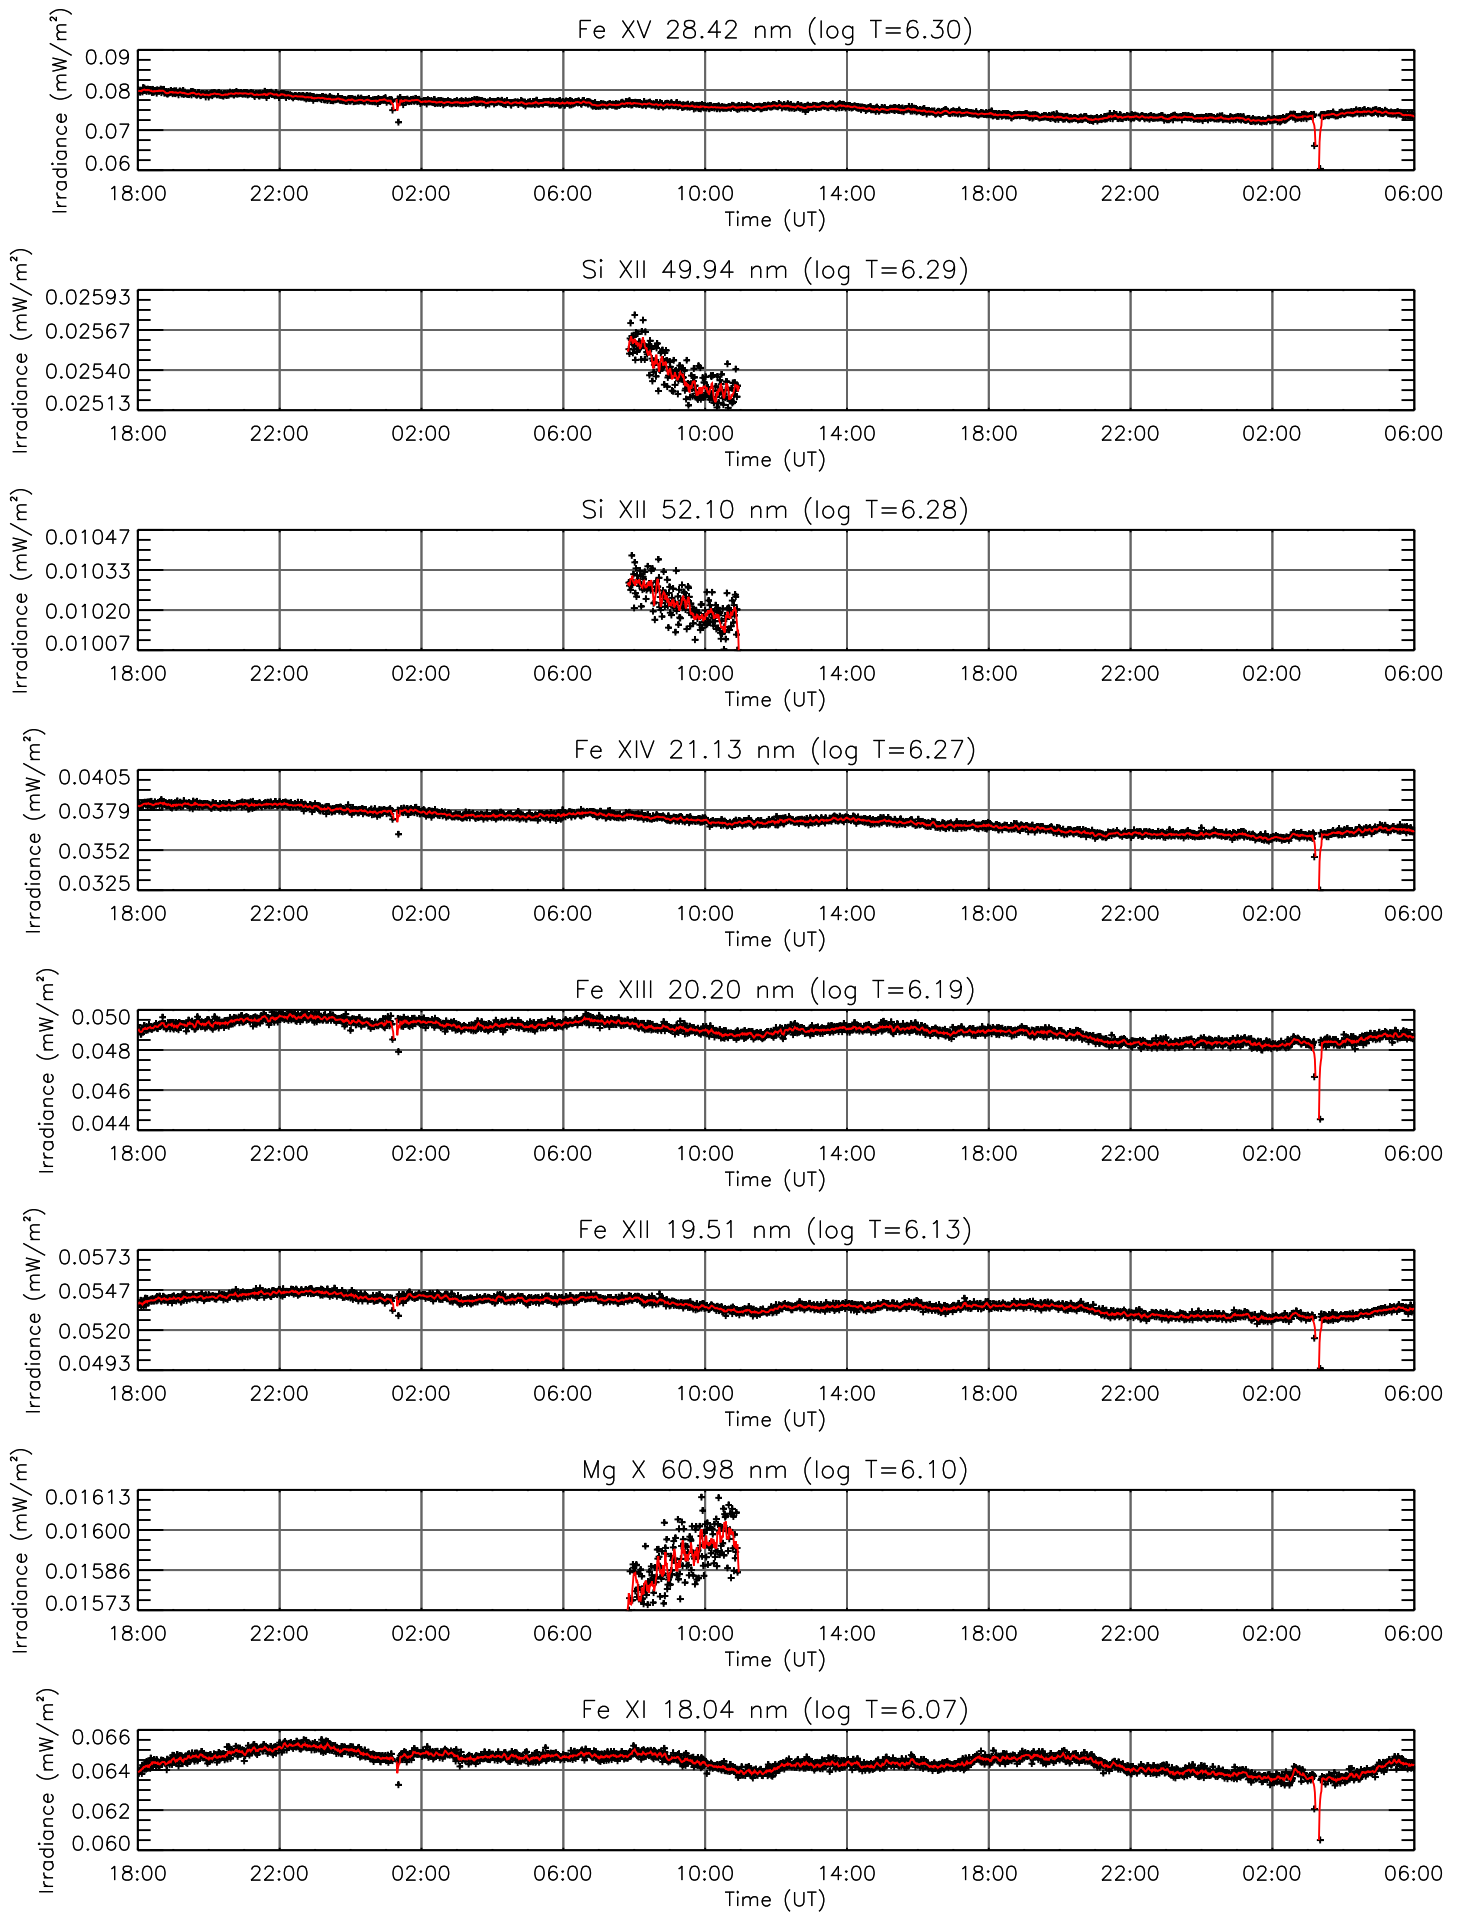 Fe XV 28.42 nm (log T=6.30)
Irradiance (mW/m²)
0.09
0.08
0.07
0.06
18:00 22:00 02:00 06:00 10:00 14:00 18:00 22:00 02:00 06:00
Time (UT)
Si XII 49.94 nm (log T=6.29)
Irradiance (mW/m²)
0.02593
0.02567
0.02540
0.02513
18:00 22:00 02:00 06:00 10:00 14:00 18:00 22:00 02:00 06:00
Time (UT)
Si XII 52.10 nm (log T=6.28)
Irradiance (mW/m²)
0.01047
0.01033
0.01020
0.01007
18:00 22:00 02:00 06:00 10:00 14:00 18:00 22:00 02:00 06:00
Time (UT)
Fe XIV 21.13 nm (log T=6.27)
Irradiance (mW/m²)
0.0405
0.0379
0.0352
0.0325
18:00 22:00 02:00 06:00 10:00 14:00 18:00 22:00 02:00 06:00
Time (UT)
Fe XIII 20.20 nm (log T=6.19)
Irradiance (mW/m²)
0.050
0.048
0.046
0.044
18:00 22:00 02:00 06:00 10:00 14:00 18:00 22:00 02:00 06:00
Time (UT)
Fe XII 19.51 nm (log T=6.13)
Irradiance (mW/m²)
0.0573
0.0547
0.0520
0.0493
18:00 22:00 02:00 06:00 10:00 14:00 18:00 22:00 02:00 06:00
Time (UT)
Mg X 60.98 nm (log T=6.10)
Irradiance (mW/m²)
0.01613
0.01600
0.01586
0.01573
18:00 22:00 02:00 06:00 10:00 14:00 18:00 22:00 02:00 06:00
Time (UT)
Fe XI 18.04 nm (log T=6.07)
Irradiance (mW/m²)
0.066
0.064
0.062
0.060
18:00 22:00 02:00 06:00 10:00 14:00 18:00 22:00 02:00 06:00
Time (UT)